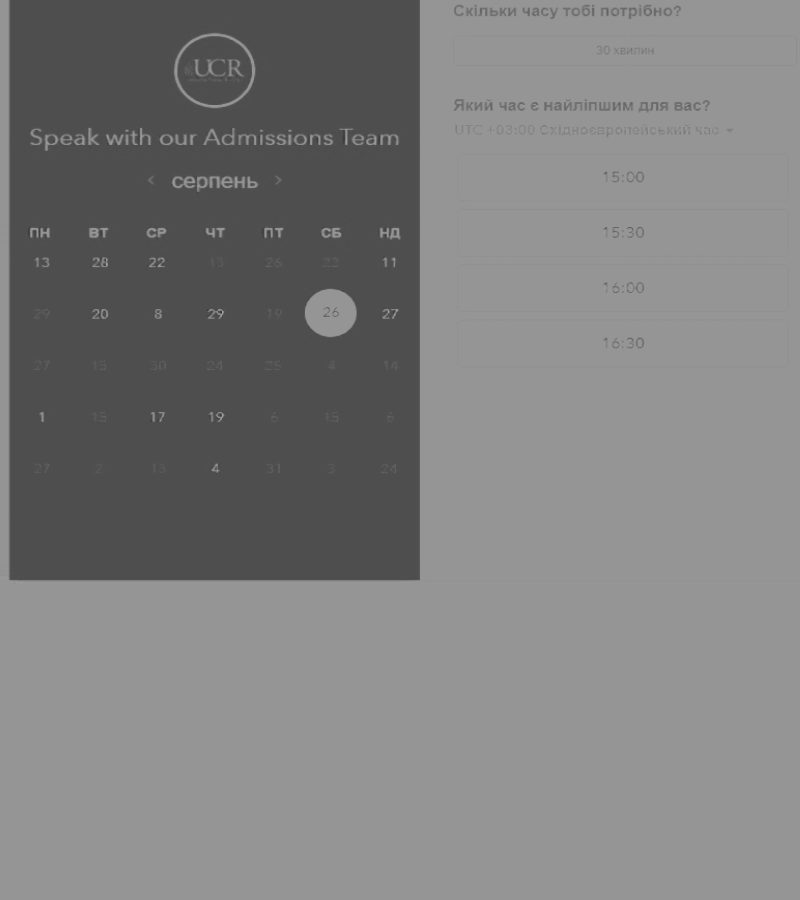 UCR
Speak with our Admissions Team
< серпень >
ПН ВТ СР ЧТ ПТ СБ НД
13 28 22 13 26 23 11
29 20 8 29 19 26 27
27 15 30 24 25 4 14
1 13 17 19 6 15 6
27 2 13 4 31 3 24
Скільки часу тобі потрібно?
30 хвилин
Який час є найліпшим для вас?
UTC +03:00 Східноєвропейський час
15:00
15:30
16:00
16:30